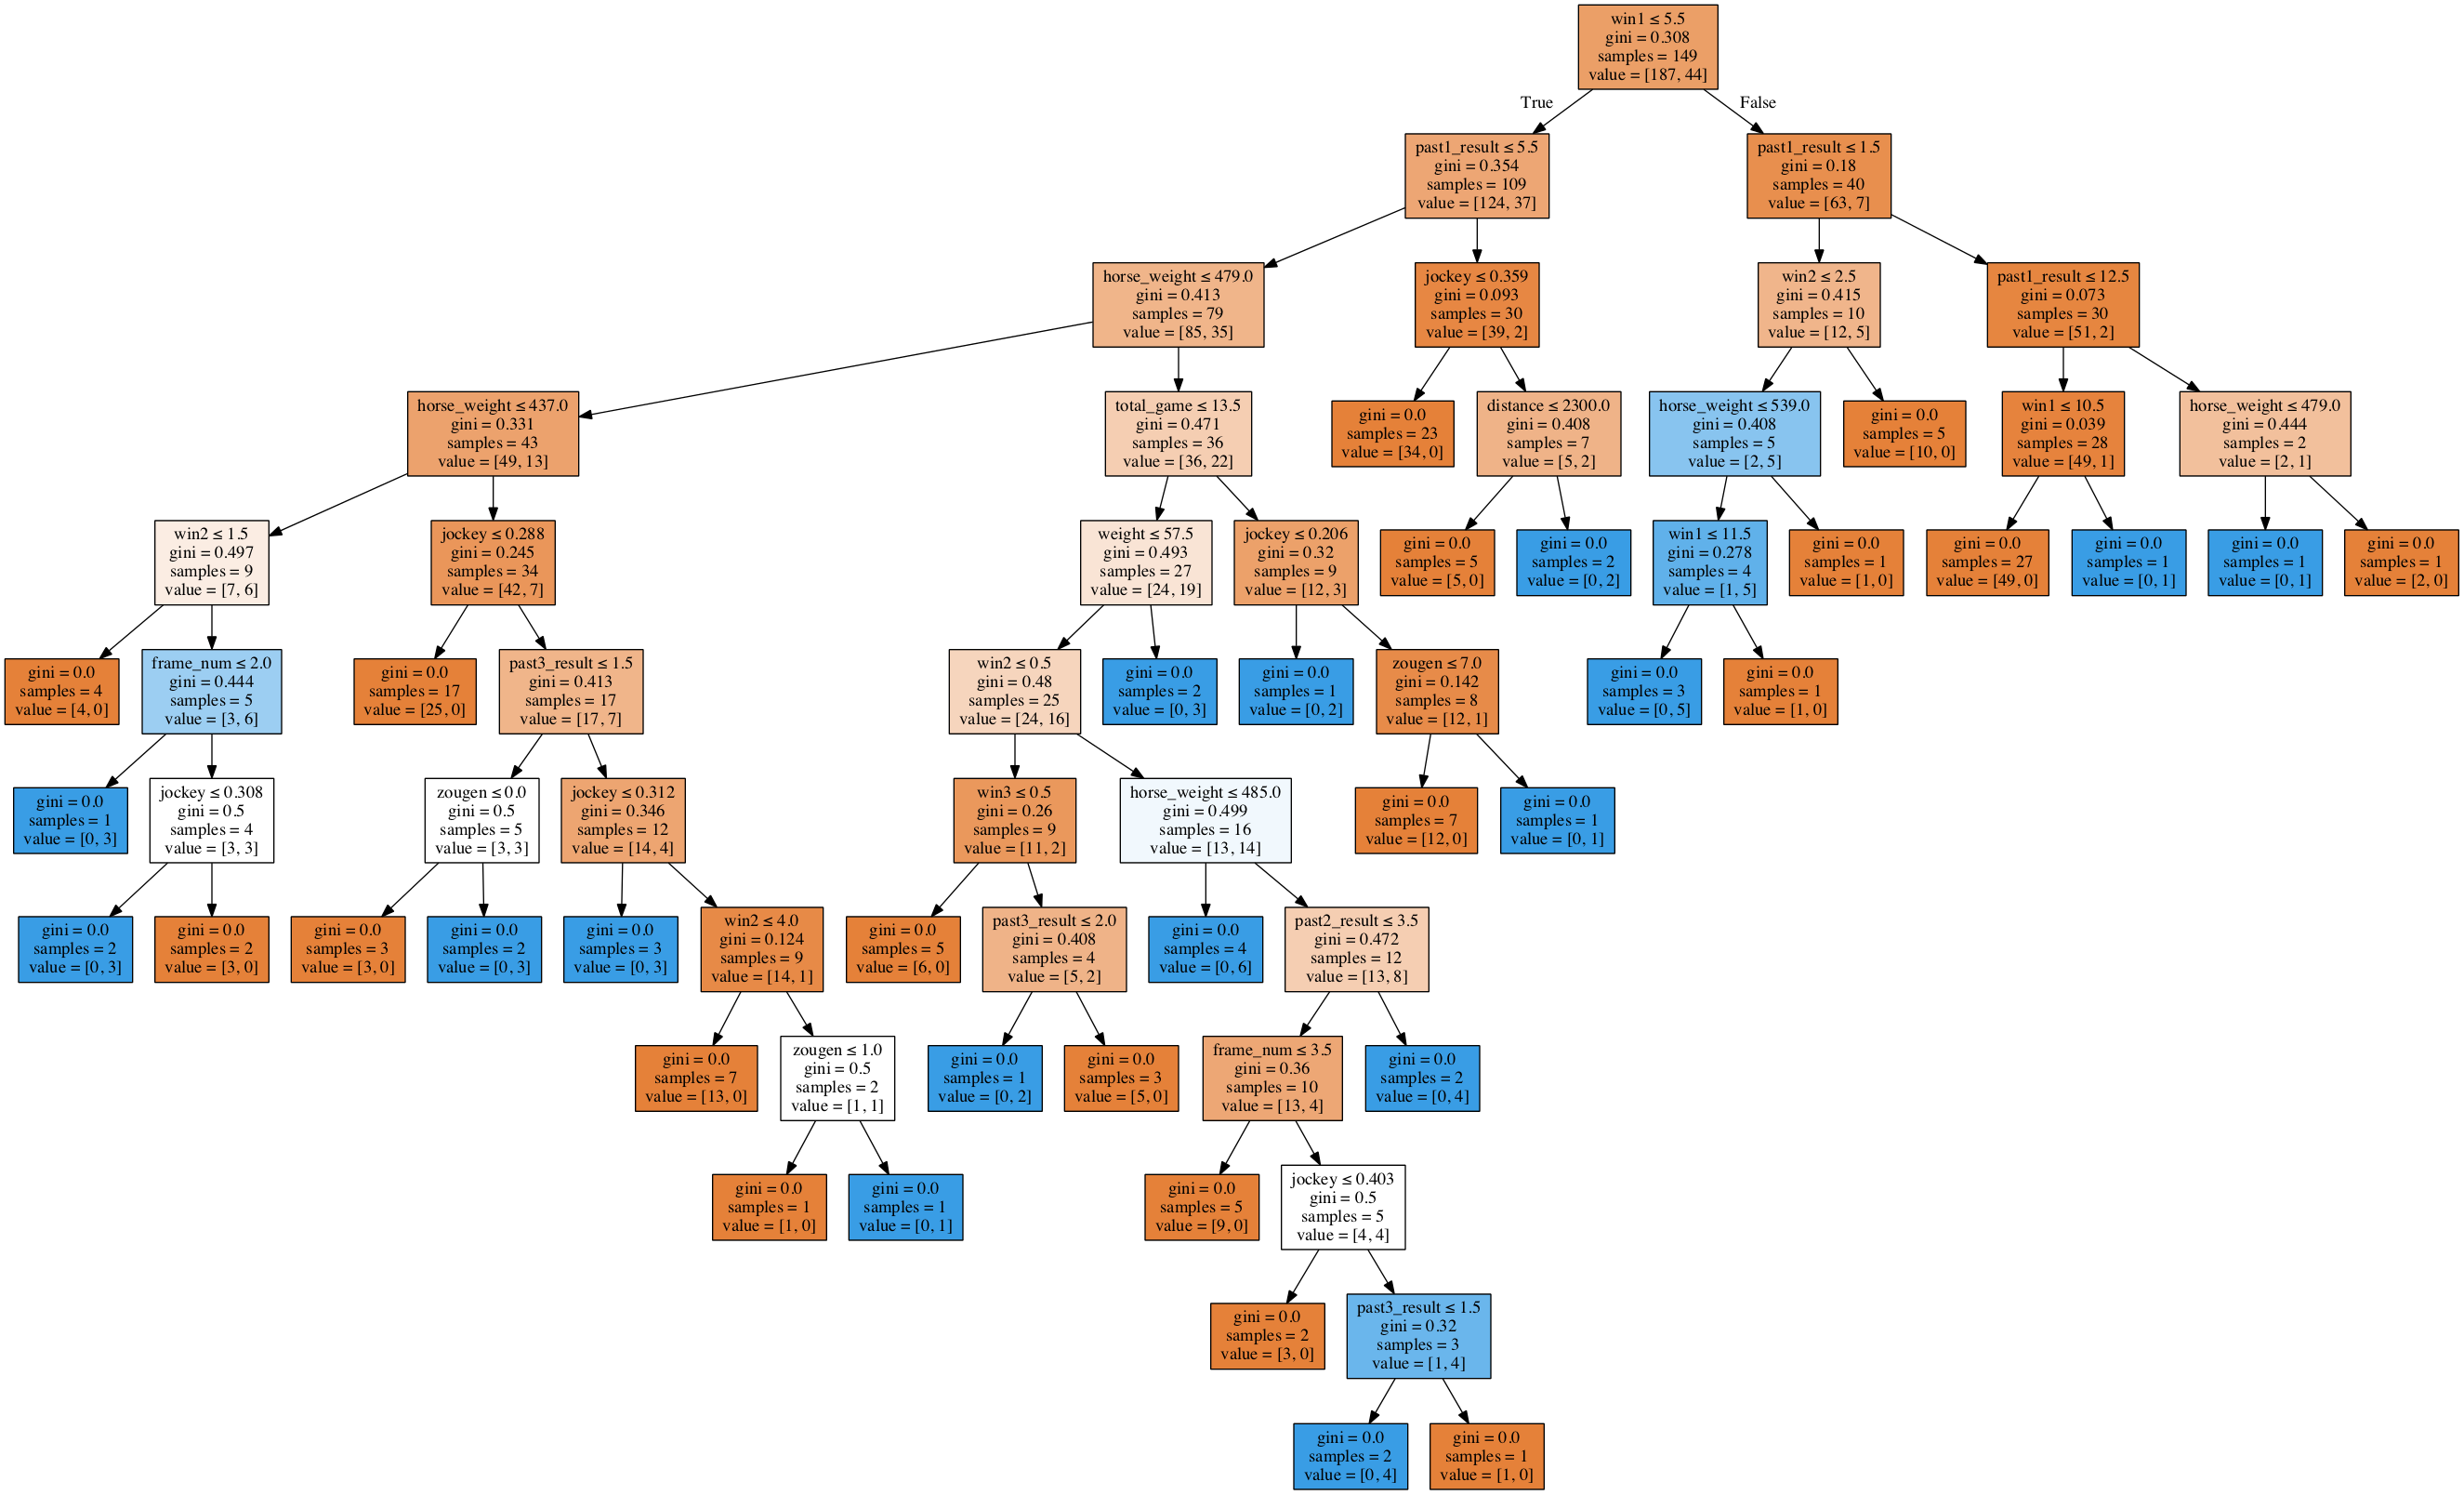 win1 ≤ 5.5
gini = 0.308
samples = 149
value = [187, 44]
True
False
past1_result ≤ 5.5
gini = 0.354
samples = 109
value = [124, 37]
past1_result ≤ 1.5
gini = 0.18
samples = 40
value = [63, 7]
horse_weight ≤ 479.0
gini = 0.413
samples = 79
value = [85, 35]
jockey ≤ 0.359
gini = 0.093
samples = 30
value = [39, 2]
win2 ≤ 2.5
gini = 0.415
samples = 10
value = [12, 5]
past1_result ≤ 12.5
gini = 0.073
samples = 30
value = [51, 2]
horse_weight ≤ 437.0
gini = 0.331
samples = 43
value = [49, 13]
total_game ≤ 13.5
gini = 0.471
samples = 36
value = [36, 22]
gini = 0.0
samples = 23
value = [34, 0]
distance ≤ 2300.0
gini = 0.408
samples = 7
value = [5, 2]
horse_weight ≤ 539.0
gini = 0.408
samples = 5
value = [2, 5]
gini = 0.0
samples = 5
value = [10, 0]
win1 ≤ 10.5
gini = 0.039
samples = 28
value = [49, 1]
horse_weight ≤ 479.0
gini = 0.444
samples = 2
value = [2, 1]
win2 ≤ 1.5
gini = 0.497
samples = 9
value = [7, 6]
jockey ≤ 0.288
gini = 0.245
samples = 34
value = [42, 7]
weight ≤ 57.5
gini = 0.493
samples = 27
value = [24, 19]
jockey ≤ 0.206
gini = 0.32
samples = 9
value = [12, 3]
gini = 0.0
samples = 5
value = [5, 0]
gini = 0.0
samples = 2
value = [0, 2]
win1 ≤ 11.5
gini = 0.278
samples = 4
value = [1, 5]
gini = 0.0
samples = 1
value = [1, 0]
gini = 0.0
samples = 27
value = [49, 0]
gini = 0.0
samples = 1
value = [0, 1]
gini = 0.0
samples = 1
value = [0, 1]
gini = 0.0
samples = 1
value = [2, 0]
gini = 0.0
samples = 4
value = [4, 0]
frame_num ≤ 2.0
gini = 0.444
samples = 5
value = [3, 6]
gini = 0.0
samples = 17
value = [25, 0]
past3_result ≤ 1.5
gini = 0.413
samples = 17
value = [17, 7]
win2 ≤ 0.5
gini = 0.48
samples = 25
value = [24, 16]
gini = 0.0
samples = 2
value = [0, 3]
gini = 0.0
samples = 1
value = [0, 2]
zougen ≤ 7.0
gini = 0.142
samples = 8
value = [12, 1]
gini = 0.0
samples = 3
value = [0, 5]
gini = 0.0
samples = 1
value = [1, 0]
gini = 0.0
samples = 1
value = [0, 3]
jockey ≤ 0.308
gini = 0.5
samples = 4
value = [3, 3]
zougen ≤ 0.0
gini = 0.5
samples = 5
value = [3, 3]
jockey ≤ 0.312
gini = 0.346
samples = 12
value = [14, 4]
win3 ≤ 0.5
gini = 0.26
samples = 9
value = [11, 2]
horse_weight ≤ 485.0
gini = 0.499
samples = 16
value = [13, 14]
gini = 0.0
samples = 7
value = [12, 0]
gini = 0.0
samples = 1
value = [0, 1]
gini = 0.0
samples = 2
value = [0, 3]
gini = 0.0
samples = 2
value = [3, 0]
gini = 0.0
samples = 3
value = [3, 0]
gini = 0.0
samples = 2
value = [0, 3]
gini = 0.0
samples = 3
value = [0, 3]
win2 ≤ 4.0
gini = 0.124
samples = 9
value = [14, 1]
gini = 0.0
samples = 5
value = [6, 0]
past3_result ≤ 2.0
gini = 0.408
samples = 4
value = [5, 2]
gini = 0.0
samples = 4
value = [0, 6]
past2_result ≤ 3.5
gini = 0.472
samples = 12
value = [13, 8]
gini = 0.0
samples = 7
value = [13, 0]
zougen ≤ 1.0
gini = 0.5
samples = 2
value = [1, 1]
gini = 0.0
samples = 1
value = [0, 2]
gini = 0.0
samples = 3
value = [5, 0]
frame_num ≤ 3.5
gini = 0.36
samples = 10
value = [13, 4]
gini = 0.0
samples = 2
value = [0, 4]
gini = 0.0
samples = 1
value = [1, 0]
gini = 0.0
samples = 1
value = [0, 1]
gini = 0.0
samples = 5
value = [9, 0]
jockey ≤ 0.403
gini = 0.5
samples = 5
value = [4, 4]
gini = 0.0
samples = 2
value = [3, 0]
past3_result ≤ 1.5
gini = 0.32
samples = 3
value = [1, 4]
gini = 0.0
samples = 2
value = [0, 4]
gini = 0.0
samples = 1
value = [1, 0]